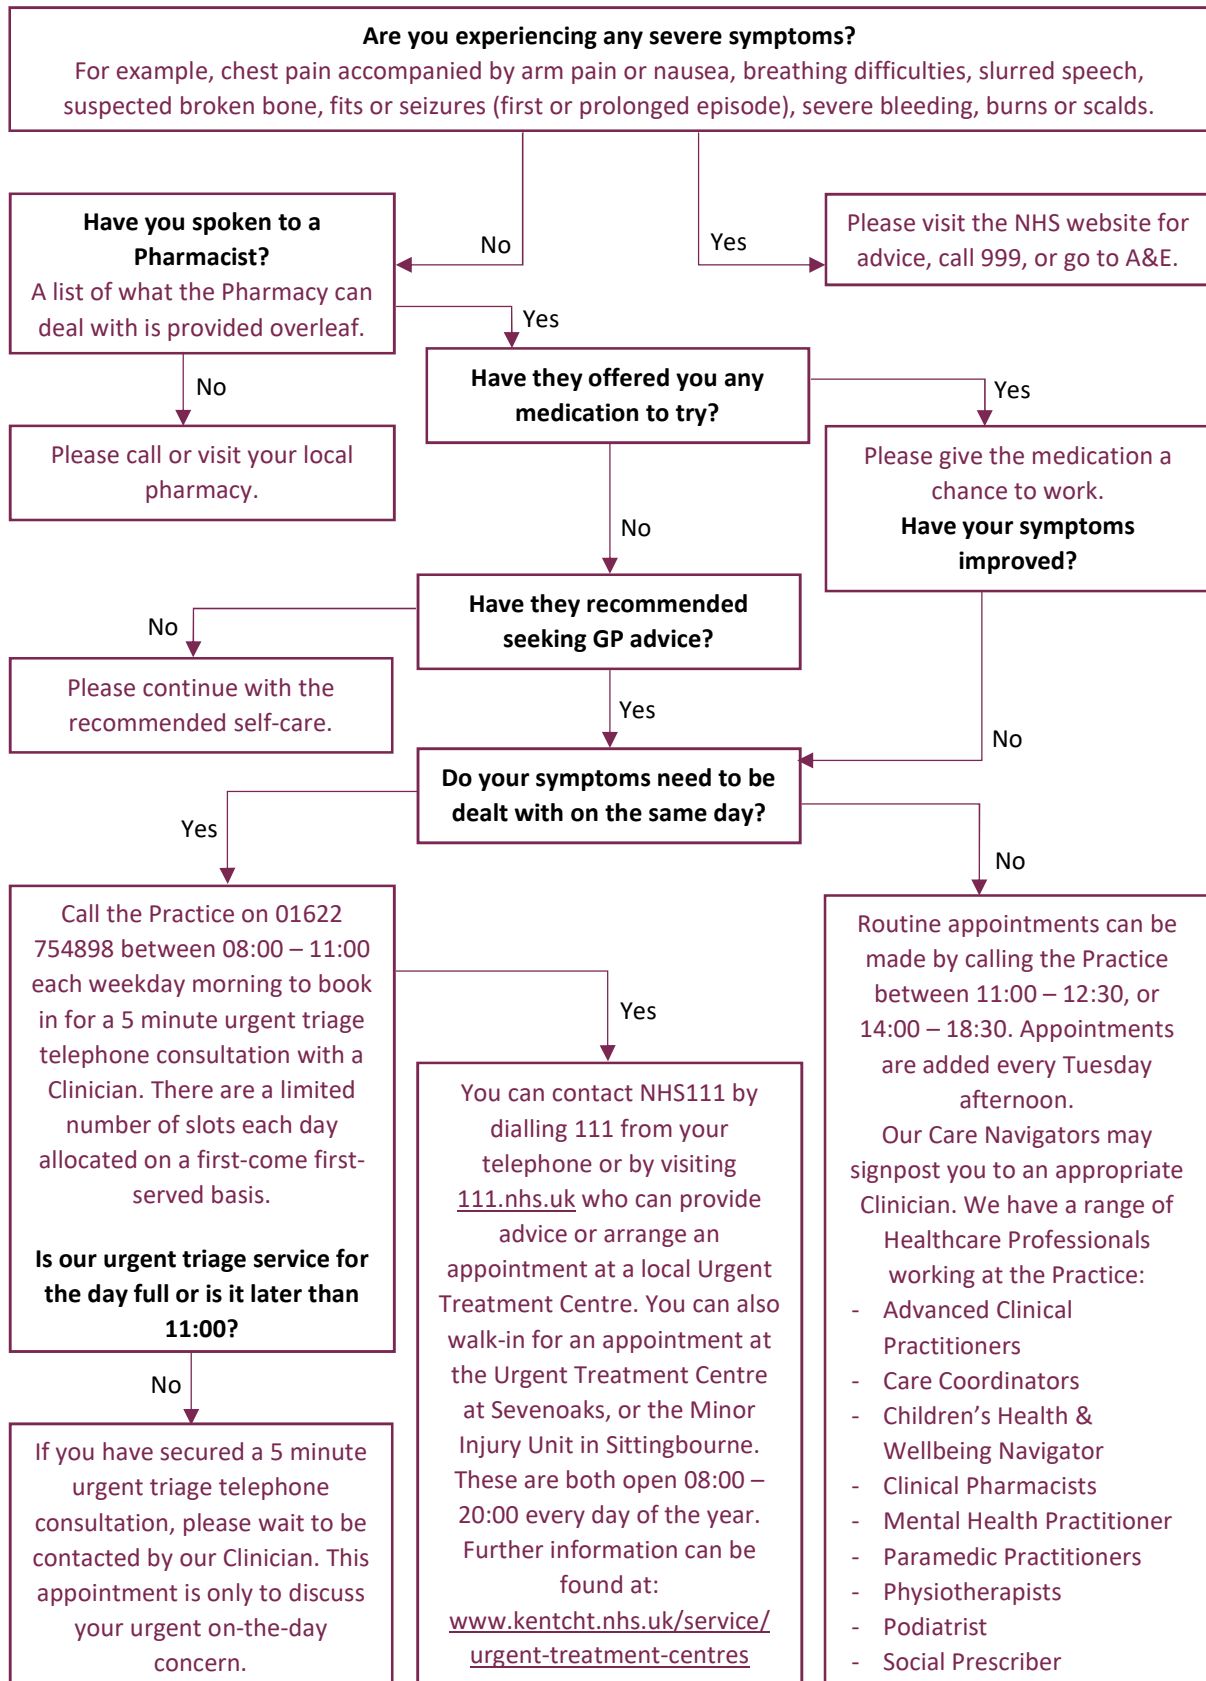 Are you experiencing any severe symptoms?
For example, chest pain accompanied by arm pain or nausea, breathing difficulties, slurred speech,
suspected broken bone, fits or seizures (first or prolonged episode), severe bleeding, burns or scalds.
Have you spoken to a
Pharmacist?
A list of what the Pharmacy can
deal with is provided overleaf.
No
Yes
Please visit the NHS website for
advice, call 999, or go to A&E.
Yes
No
Please call or visit your local
pharmacy.
Have they offered you any
medication to try?
Yes
Please give the medication a
chance to work.
Have your symptoms
improved?
No
Have they recommended
seeking GP advice?
No
Please continue with the
recommended self-care.
Yes
No
Do your symptoms need to be
dealt with on the same day?
Yes
No
Call the Practice on 01622
754898 between 08:00 – 11:00
each weekday morning to book
in for a 5 minute urgent triage
telephone consultation with a
Clinician. There are a limited
number of slots each day
allocated on a first-come first-
served basis.
Is our urgent triage service for
the day full or is it later than
11:00?
Yes
No
If you have secured a 5 minute
urgent triage telephone
consultation, please wait to be
contacted by our Clinician. This
appointment is only to discuss
your urgent on-the-day
concern.
You can contact NHS111 by
dialling 111 from your
telephone or by visiting
111.nhs.uk who can provide
advice or arrange an
appointment at a local Urgent
Treatment Centre. You can also
walk-in for an appointment at
the Urgent Treatment Centre
at Sevenoaks, or the Minor
Injury Unit in Sittingbourne.
These are both open 08:00 –
20:00 every day of the year.
Further information can be
found at:
www.kentcht.nhs.uk/service/
urgent-treatment-centres
Routine appointments can be
made by calling the Practice
between 11:00 – 12:30, or
14:00 – 18:30. Appointments
are added every Tuesday
afternoon.
Our Care Navigators may
signpost you to an appropriate
Clinician. We have a range of
Healthcare Professionals
working at the Practice:
- Advanced Clinical
Practitioners
- Care Coordinators
- Children's Health &
Wellbeing Navigator
- Clinical Pharmacists
- Mental Health Practitioner
- Paramedic Practitioners
- Physiotherapists
- Podiatrist
- Social Prescriber